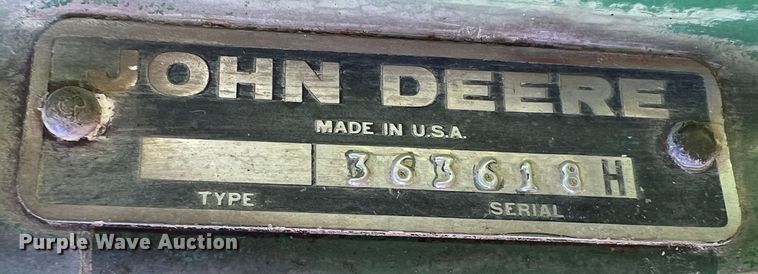 JOHN DEERE
MADE IN U.S.A.
363618H
TYPE SERIAL
Purple Wave Auction